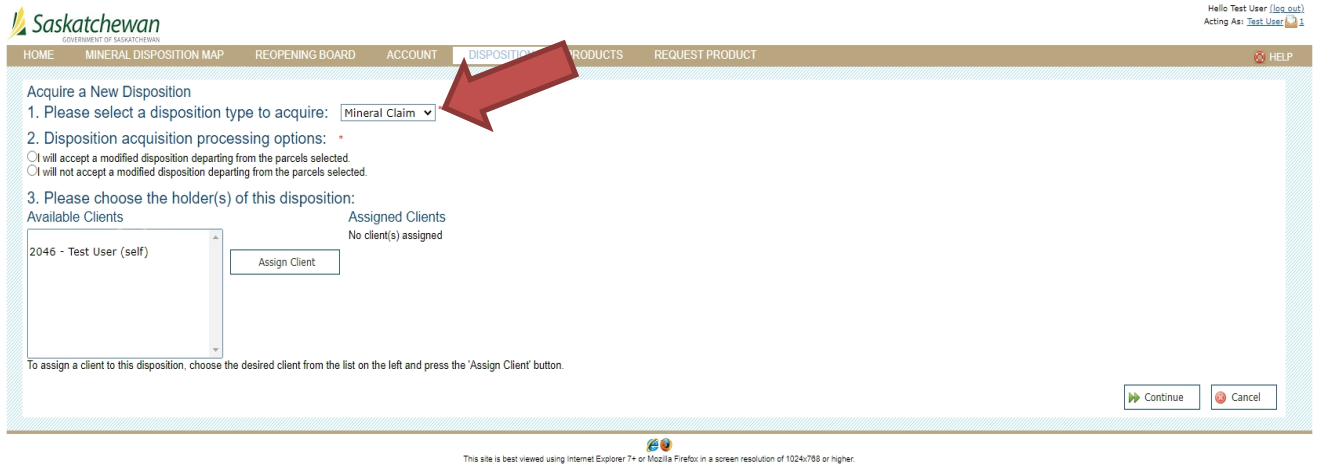 Hello Test User (log out)
Acting As: Test User 1
Saskatchewan
GOVERNMENT OF SASKATCHEWAN
HOME MINERAL DISPOSITION MAP REOPENING BOARD ACCOUNT REQUEST PRODUCT HELP
Acquire a New Disposition
1. Please select a disposition type to acquire: Mineral Claim *
2. Disposition acquisition processing options: *
I will accept a modified disposition departing from the parcels selected.
I will not accept a modified disposition departing from the parcels selected.
3. Please choose the holder(s) of this disposition:
Available Clients Assigned Clients
No client(s) assigned
2046 - Test User (self)
Assign Client
To assign a client to this disposition, choose the desired client from the list on the left and press the 'Assign Client' button.
Continue Cancel
This site is best viewed using Internet Explorer 7+ or Mozilla Firefox in a screen resolution of 1024x768 or higher.